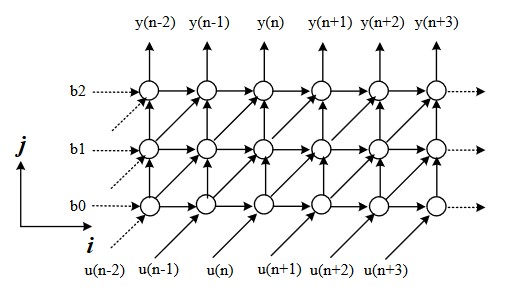 y(n-2) y(n-1) y(n) y(n+1) y(n+2) y(n+3)
b2
b1
j
b0
i
u(n-2) u(n-1) u(n) u(n+1) u(n+2) u(n+3)